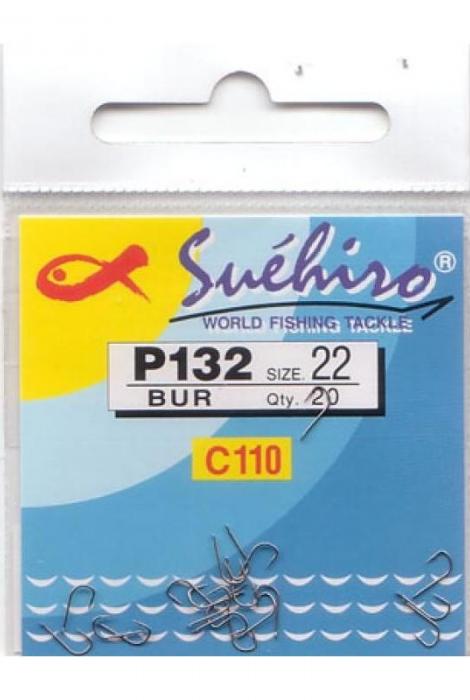 Suéhiro®
WORLD FISHING TACKLE
P132 SIZE. 22
BUR Qty. 20
C110